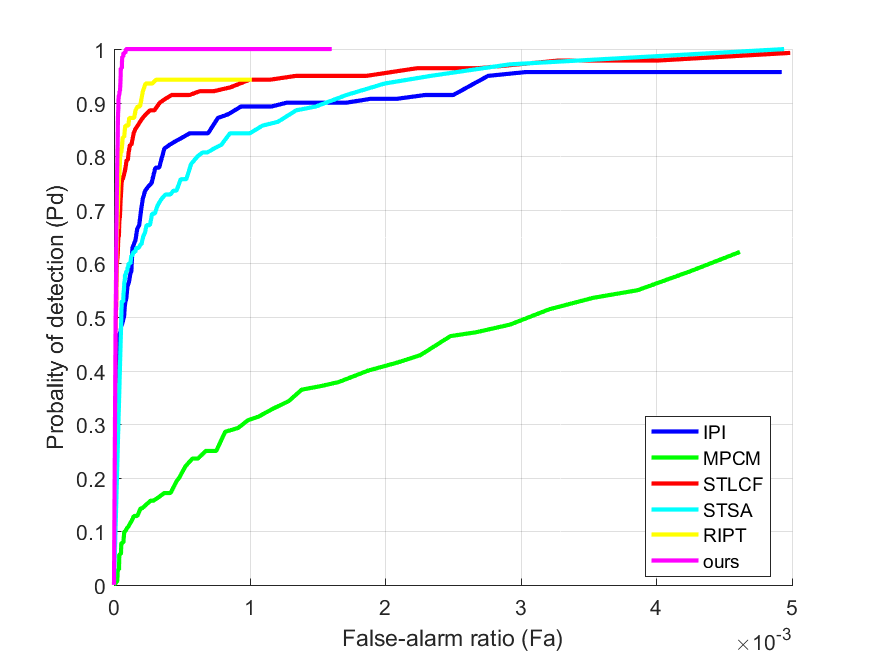 1
0.9
0.8
0.7
0.6
0.5
0.4
0.3
0.2
0.1
0
Probality of detection (Pd)
IPI
MPCM
STLCF
STSA
RIPT
ours
0 1 2 3 4 5
False-alarm ratio (Fa)
×10⁻³